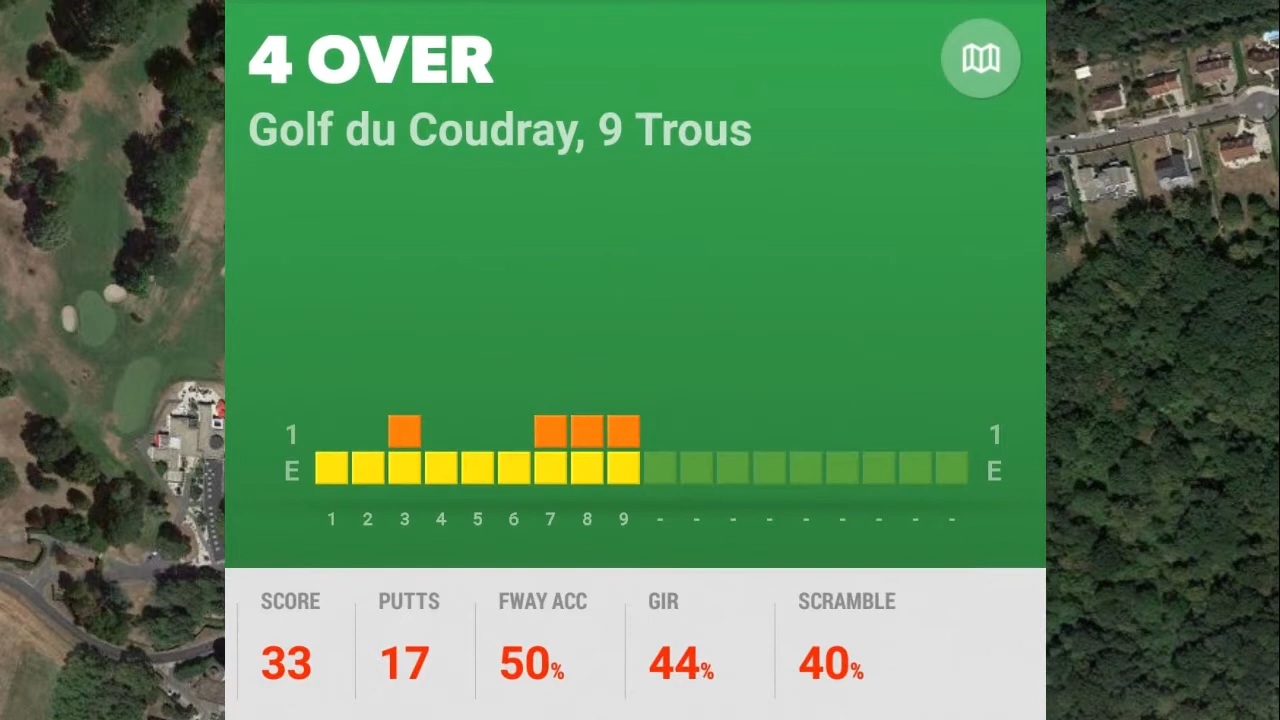 4 OVER
Golf du Coudray, 9 Trous
1 1
E E
1 2 3 4 5 6 7 8 9 - - - - - - - - -
SCORE PUTTS FWAY ACC GIR SCRAMBLE
33 17 50% 44% 40%